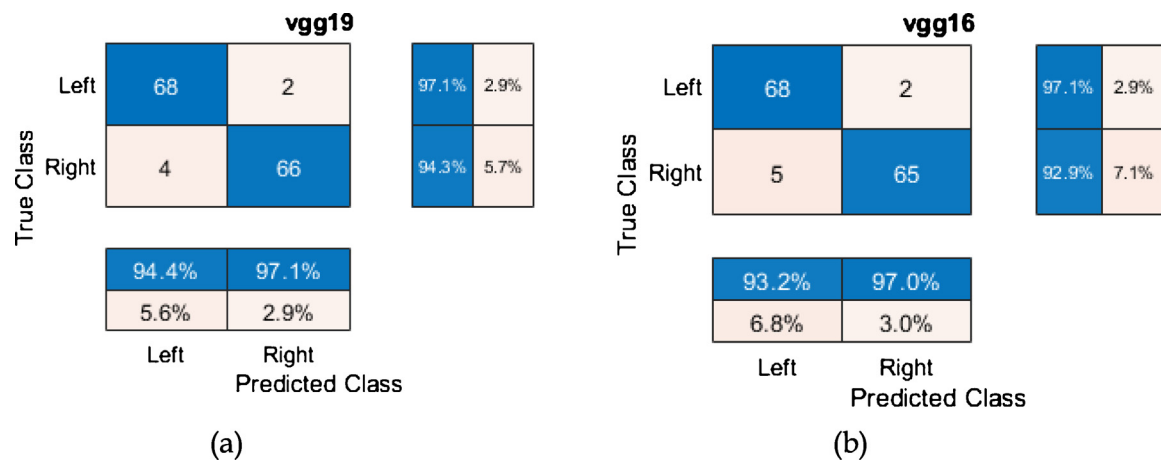 vgg19
Left 68 2 97.1% 2.9%
Right 4 66 94.3% 5.7%
True Class
94.4% 97.1%
5.6% 2.9%
Left Right
Predicted Class
(a)
vgg16
Left 68 2 97.1% 2.9%
Right 5 65 92.9% 7.1%
True Class
93.2% 97.0%
6.8% 3.0%
Left Right
Predicted Class
(b)